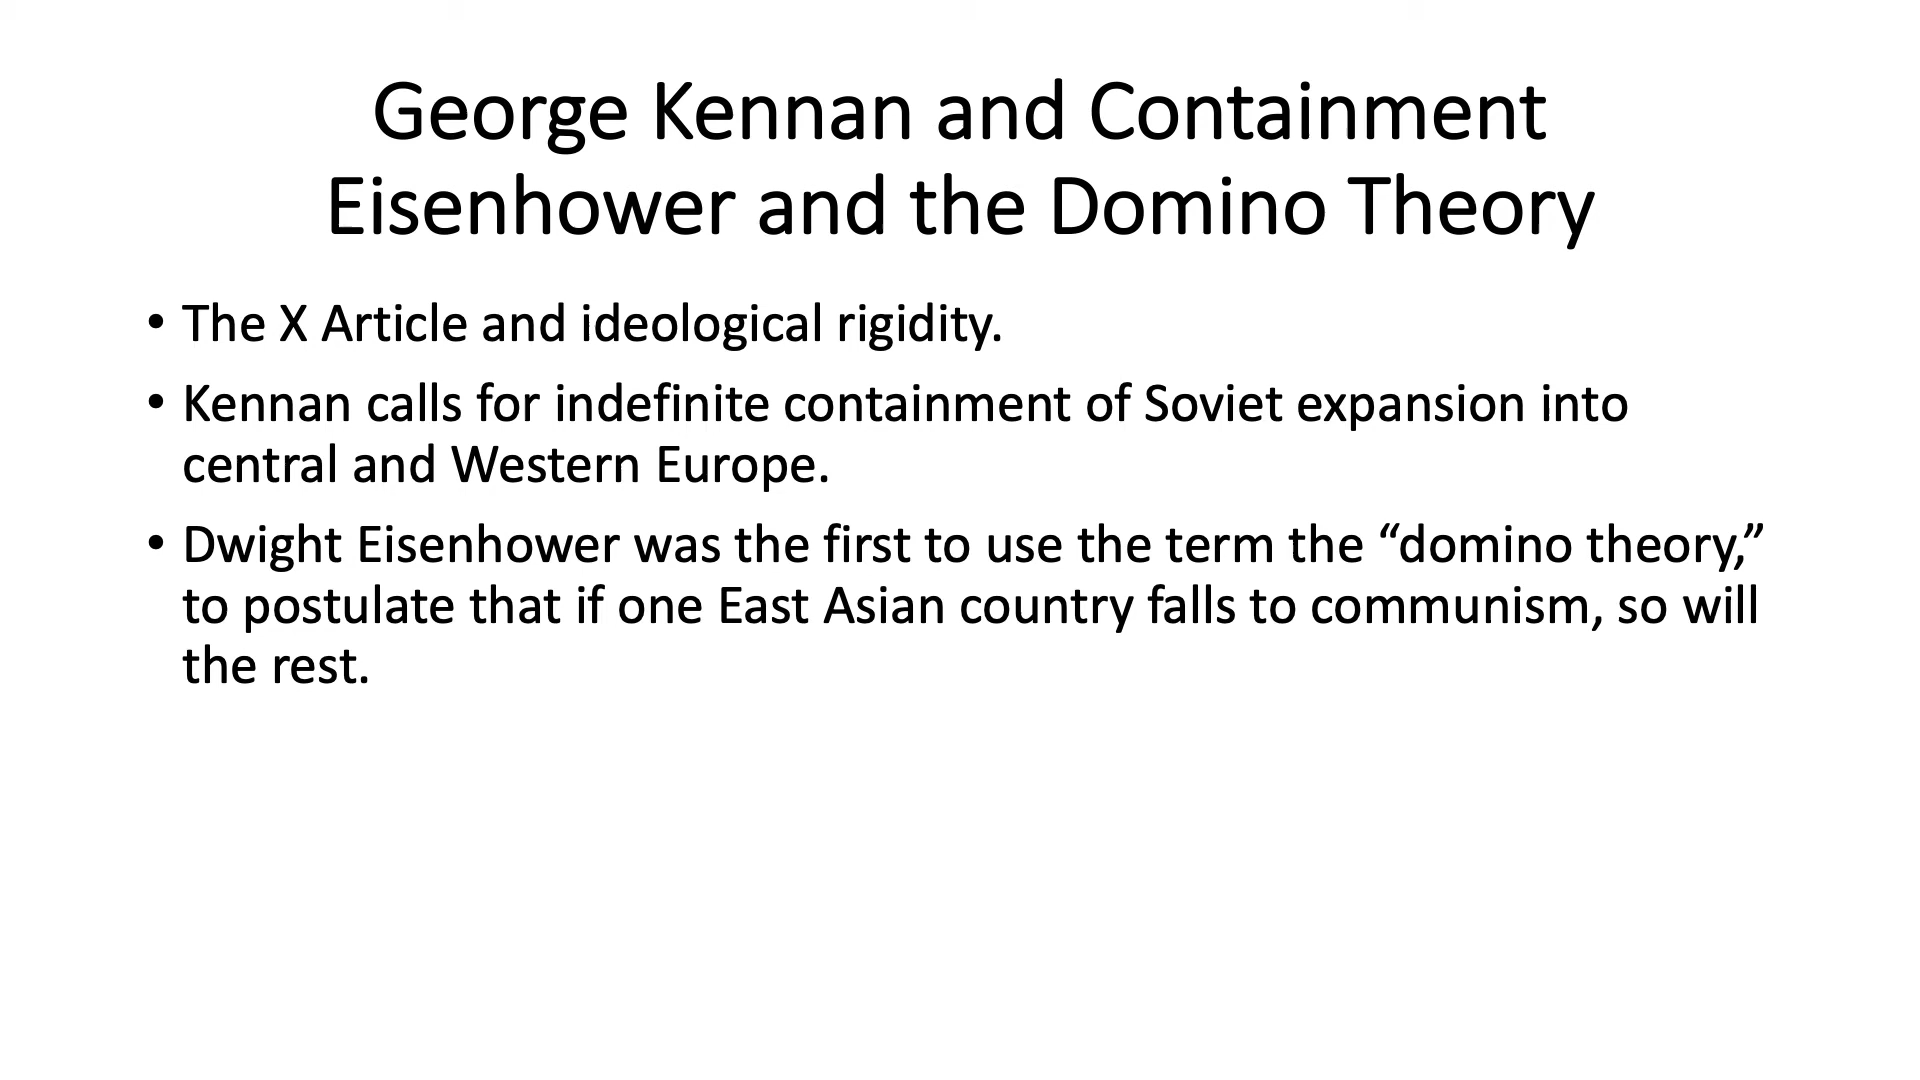 George Kennan and Containment
Eisenhower and the Domino Theory
• The X Article and ideological rigidity.
• Kennan calls for indefinite containment of Soviet expansion into
central and Western Europe.
• Dwight Eisenhower was the first to use the term the “domino theory,”
to postulate that if one East Asian country falls to communism, so will
the rest.